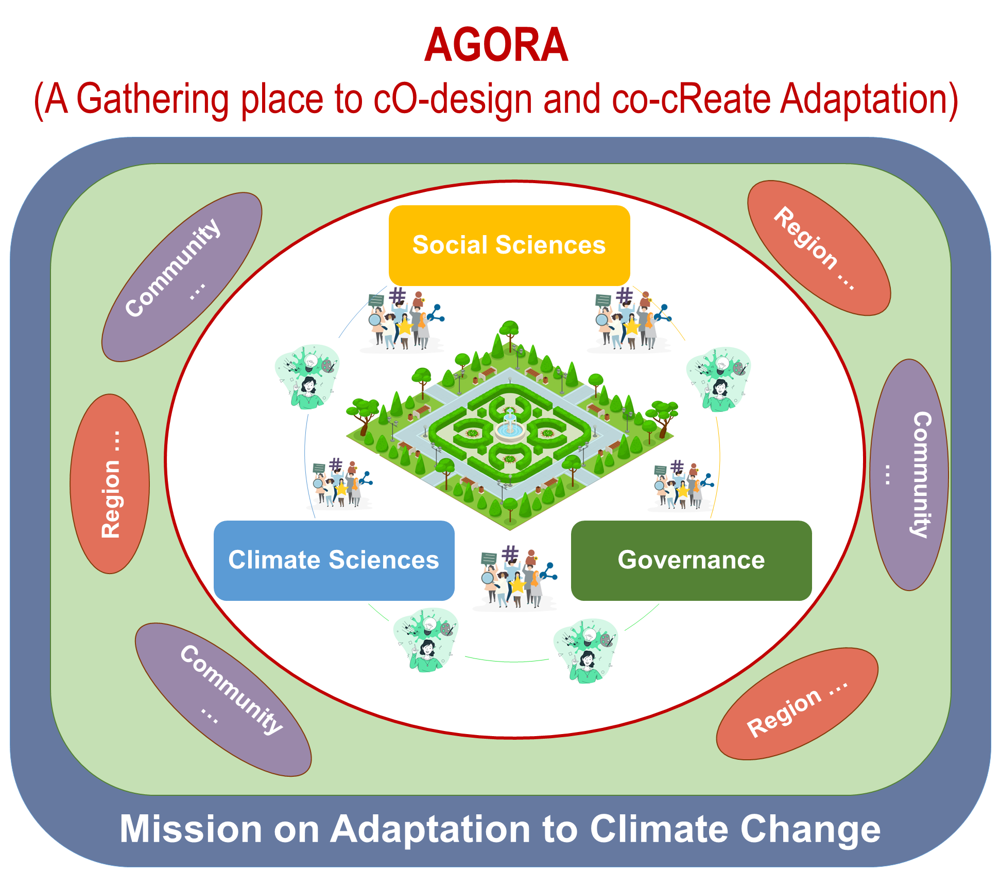 AGORA
(A Gathering place to cO-design and co-cReate Adaptation)
Community
...
Region ...
Social Sciences
Region ...
Community
...
Climate Sciences
Governance
Community
...
Region ...
Mission on Adaptation to Climate Change